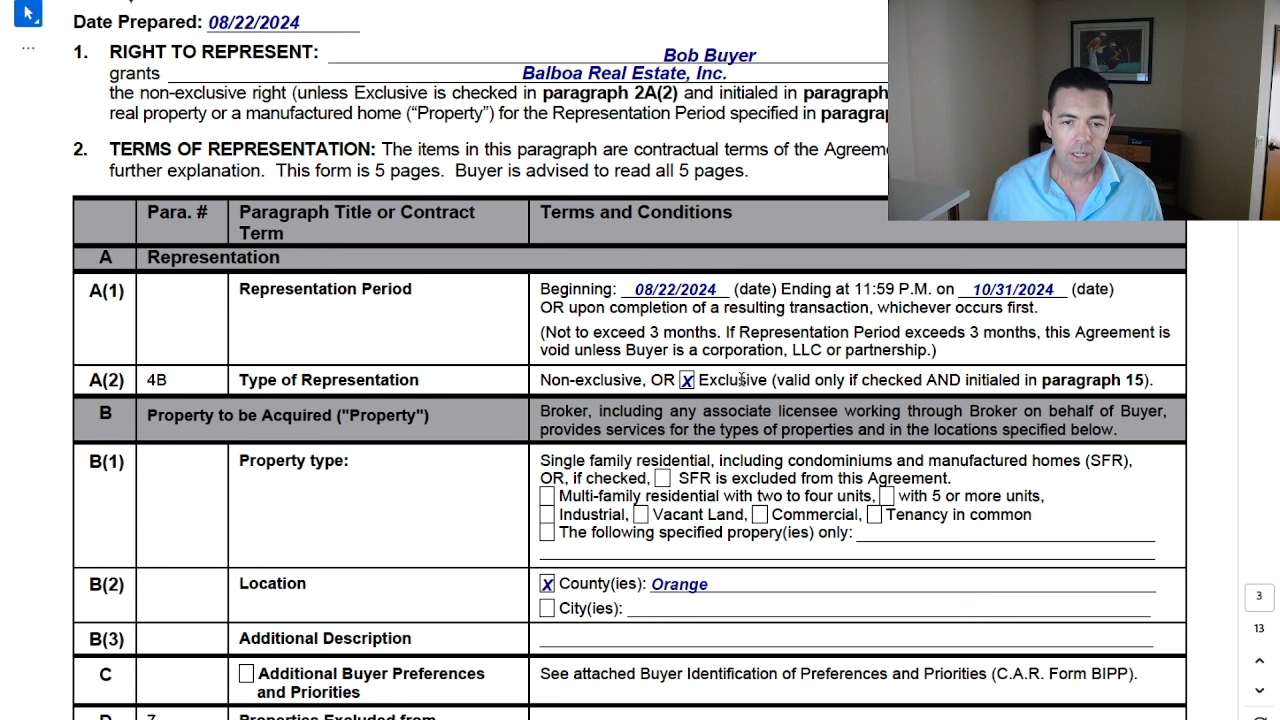 Date Prepared: 08/22/2024
1. RIGHT TO REPRESENT: Bob Buyer
grants Balboa Real Estate, Inc.
the non-exclusive right (unless Exclusive is checked in paragraph 2A(2) and initialed in paragraph
real property or a manufactured home (“Property”) for the Representation Period specified in
2. TERMS OF REPRESENTATION: The items in this paragraph are contractual terms of the
further explanation. This form is 5 pages. Buyer is advised to read all 5 pages.
Para. # Paragraph Title or Contract Term Terms and Conditions
A Representation
A(1) Representation Period Beginning: 08/22/2024 (date) Ending at 11:59 P.M. on 10/31/2024 (date)
OR upon completion of a resulting transaction, whichever occurs first.
(Not to exceed 3 months. If Representation Period exceeds 3 months, this Agreement is
void unless Buyer is a corporation, LLC or partnership.)
A(2) 4B Type of Representation Non-exclusive, OR X Exclusive (valid only if checked AND initialed in paragraph 15).
B Property to be Acquired ("Property") Broker, including any associate licensee working through Broker on behalf of Buyer,
provides services for the types of properties and in the locations specified below.
B(1) Property type: Single family residential, including condominiums and manufactured homes (SFR),
OR, if checked, SFR is excluded from this Agreement.
Multi-family residential with two to four units, with 5 or more units,
Industrial, Vacant Land, Commercial, Tenancy in common
The following specified propery(ies) only:
B(2) Location X County(ies): Orange
City(ies):
B(3) Additional Description
C Additional Buyer Preferences and Priorities See attached Buyer Identification of Preferences and Priorities (C.A.R. Form BIPP).
7 Properties Excluded from
3
13